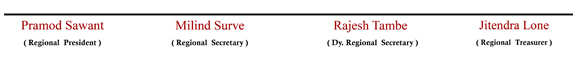 Pramod Sawant Milind Surve Rajesh Tambe Jitendra Lone
( Regional President ) ( Regional Secretary ) ( Dy. Regional Secretary ) ( Regional Treasurer )